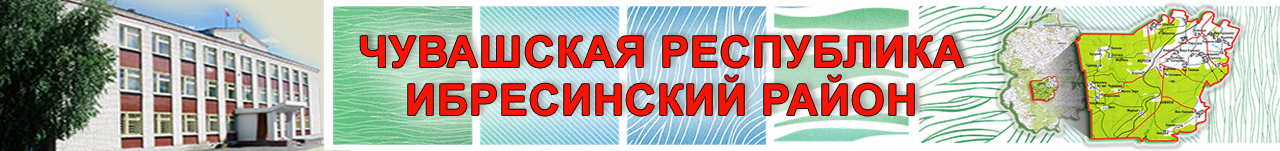 ЧУВАШСКАЯ РЕСПУБЛИКА
ИБРЕСИНСКИЙ РАЙОН